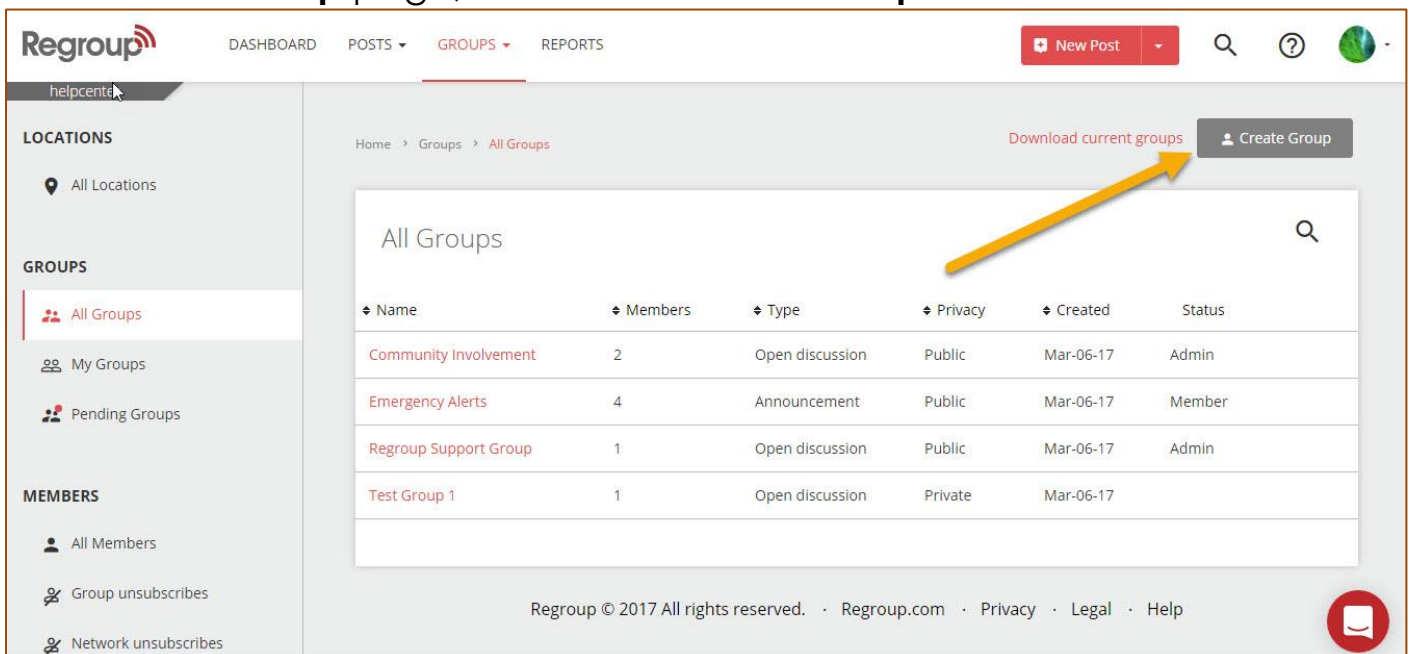 Regroup DASHBOARD POSTS GROUPS REPORTS New Post
LOCATIONS
All Locations
GROUPS
All Groups
My Groups
Pending Groups
MEMBERS
All Members
Group unsubscribes
Network unsubscribes
Home > Groups > All Groups
Download current groups Create Group
All Groups
Name Members Type Privacy Created Status
Community Involvement 2 Open discussion Public Mar-06-17 Admin
Emergency Alerts 4 Announcement Public Mar-06-17 Member
Regroup Support Group 1 Open discussion Public Mar-06-17 Admin
Test Group 1 1 Open discussion Private Mar-06-17
Regroup © 2017 All rights reserved. · Regroup.com · Privacy · Legal · Help